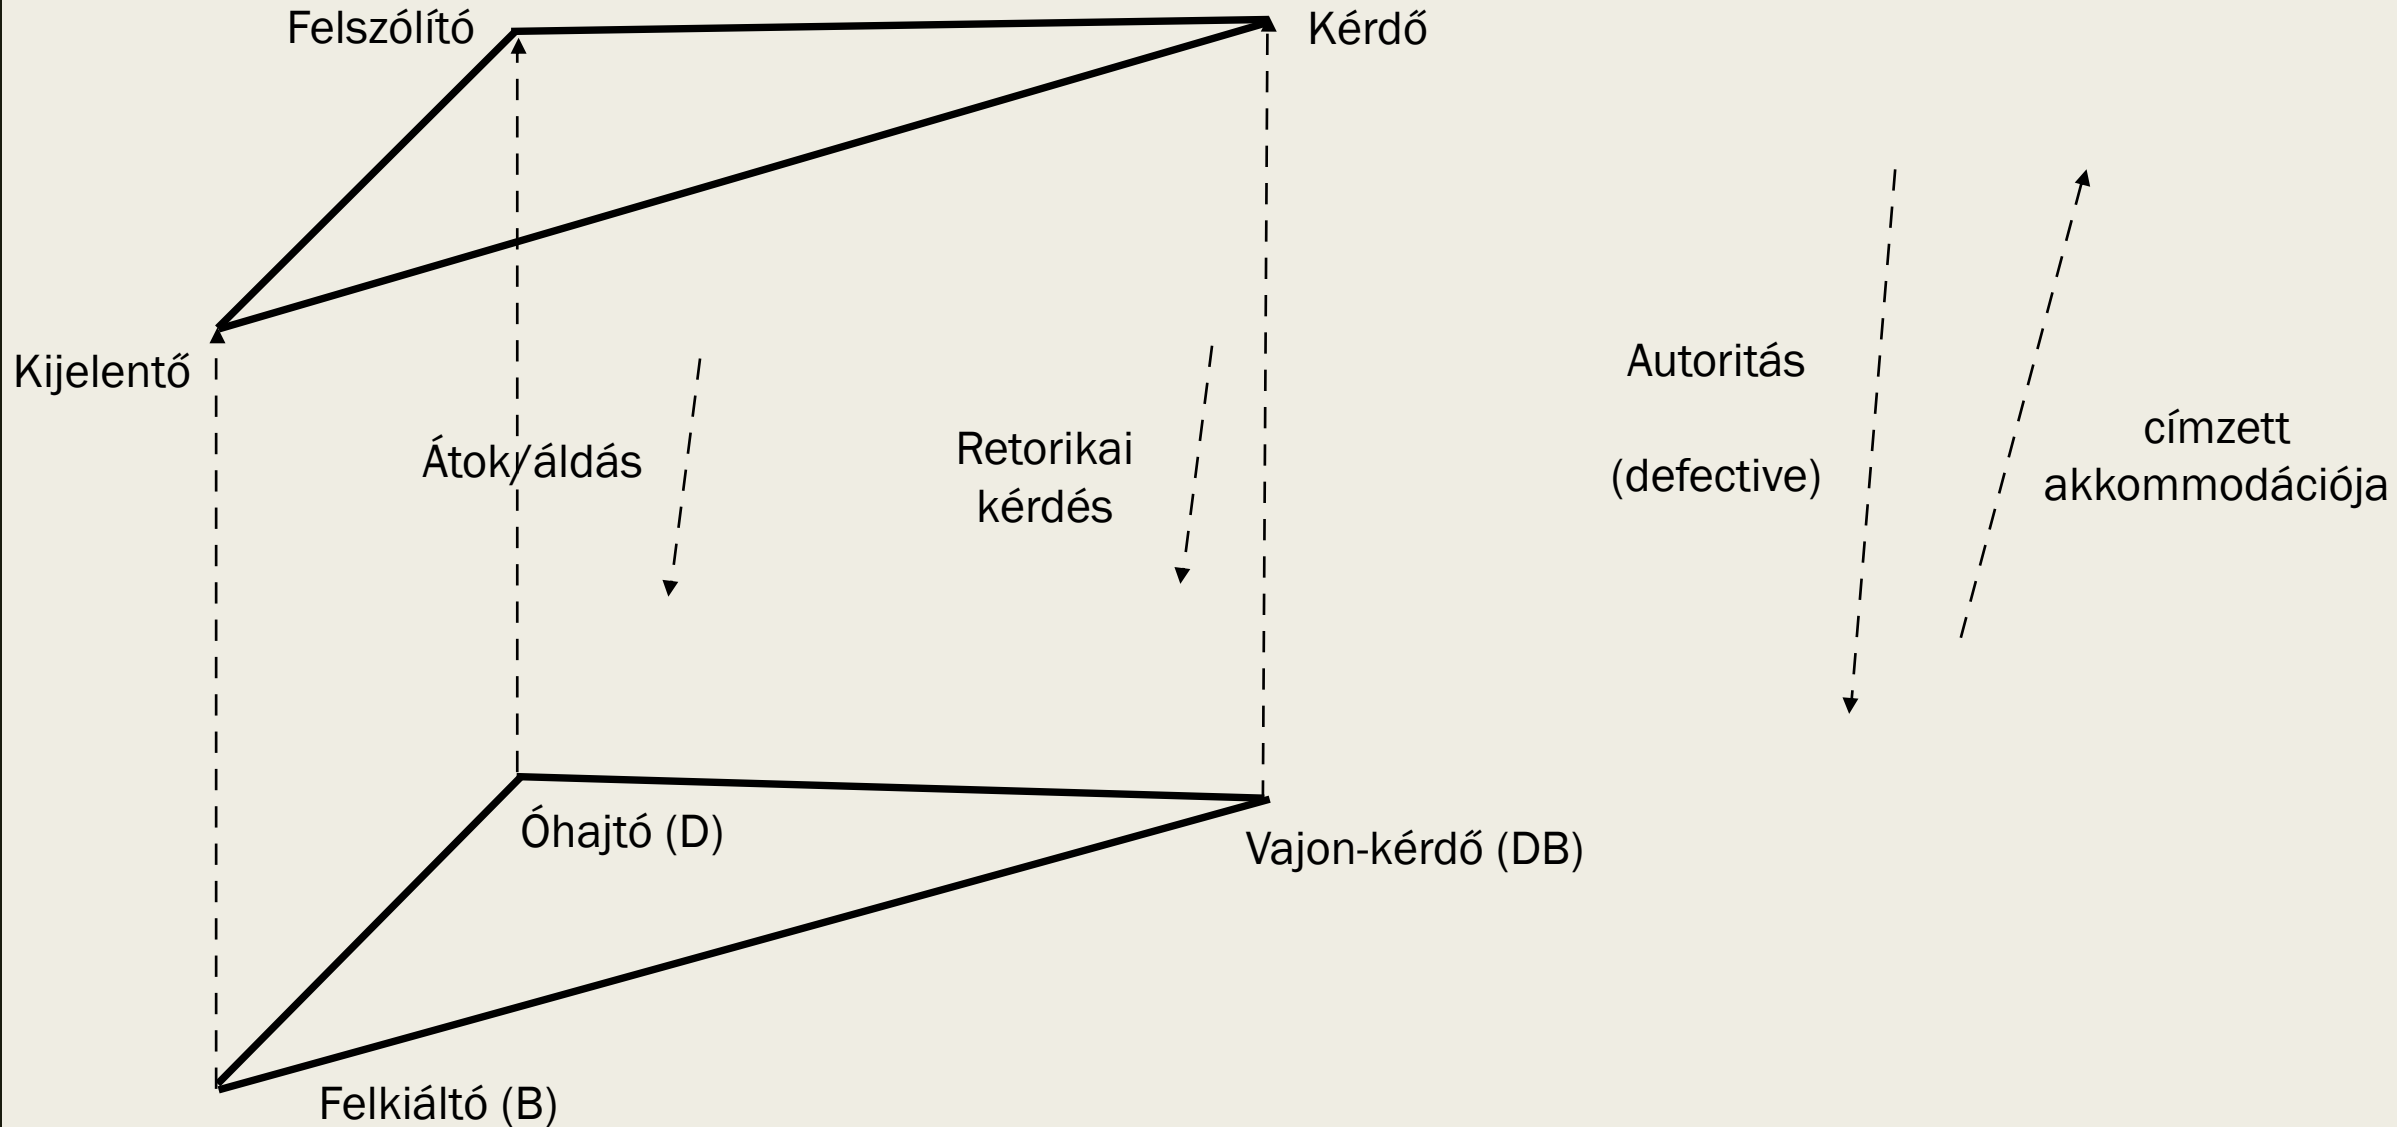 Felszólító
Kérdő
Kijelentő
Átok/áldás
Retorikai
kérdés
Autoritás
(defective)
címzett
akkommodációja
Óhajtó (D)
Vajon-kérdő (DB)
Felkiáltó (B)